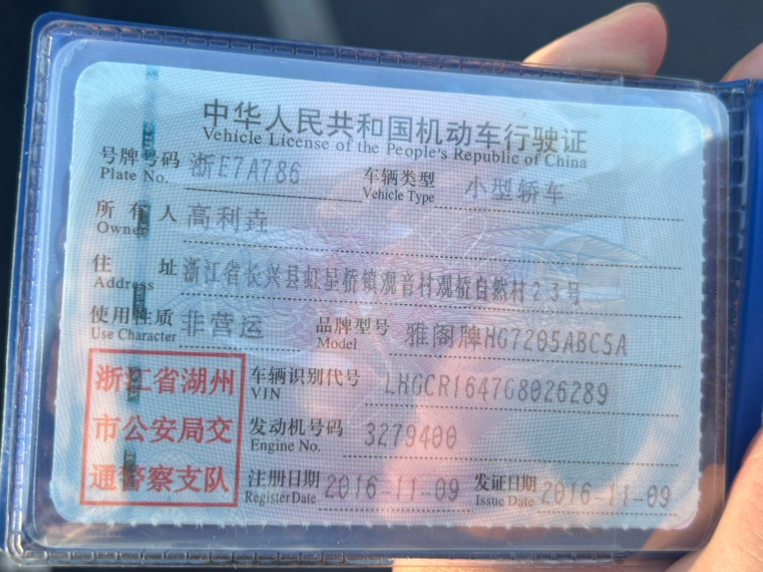 中华人民共和国机动车行驶证
Vehicle License of the People's Republic of China
号牌号码 浙E7A786 车辆类型 小型轿车
Plate No. Vehicle Type
所有人 高利垚
Owner
住址 浙江省长兴县虹星桥镇观音村观桥自然村23号
Address
使用性质 非营运 品牌型号 雅阁牌HG7205ABC5A
Use Character Model
浙江省湖州
市公安局交
通警察支队
车辆识别代号 LHGCR1647G8026289
VIN
发动机号码 3279400
Engine No.
注册日期 2016-11-09 发证日期 2016-11-09
Register Date Issue Date